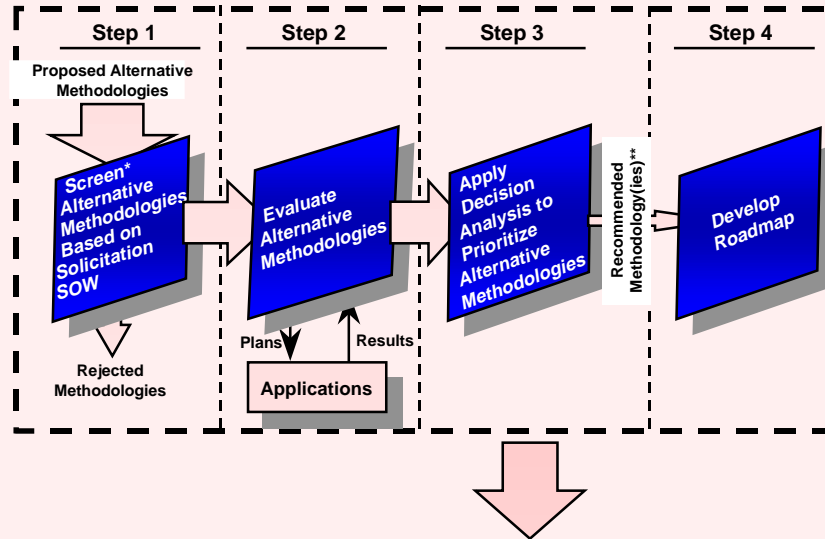 Step 1
Proposed Alternative
Methodologies
Screen*
Alternative
Methodologies
Based on
Solicitation
SOW
Rejected
Methodologies
Step 2
Evaluate
Alternative
Methodologies
Plans
Results
Applications
Step 3
Apply
Decision
Analysis to
Prioritize
Alternative
Methodologies
Recommended
Methodology(ies)**
Step 4
Develop
Roadmap